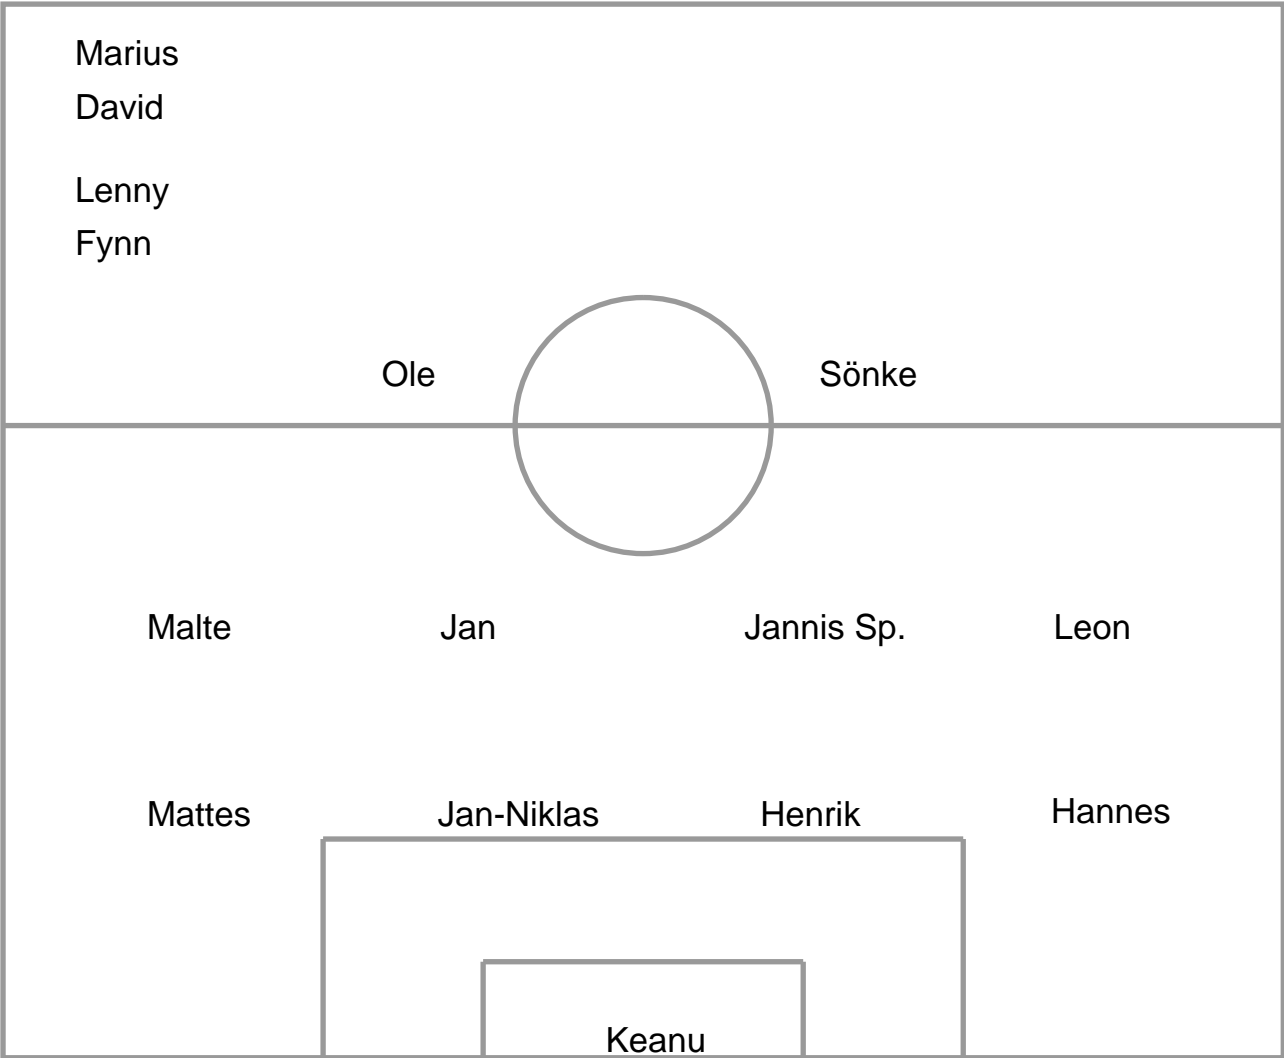 Marius
David
Lenny
Fynn
Ole Sönke
Malte Jan Jannis Sp. Leon
Mattes Jan-Niklas Henrik Hannes
Keanu